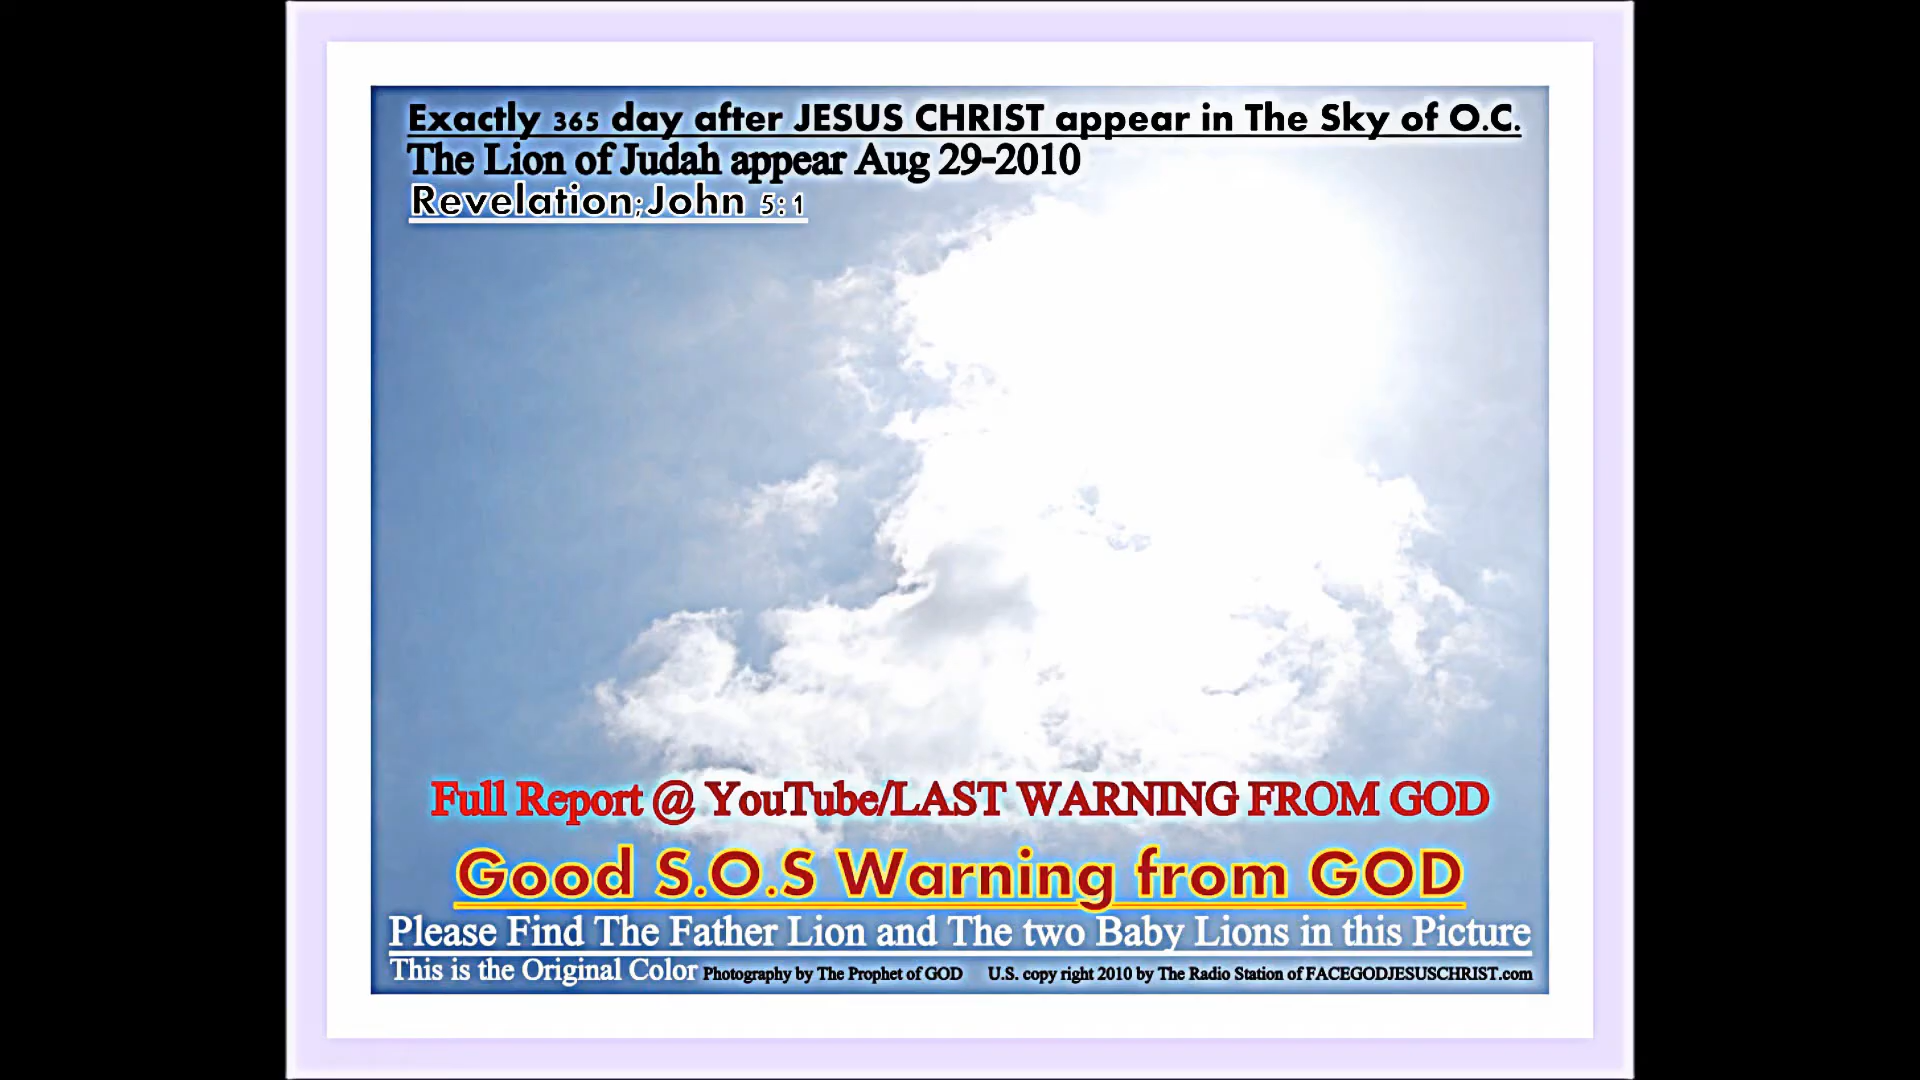 Exactly 365 day after JESUS CHRIST appear in The Sky of O.C.
The Lion of Judah appear Aug 29-2010
Revelation;John 5:1
Full Report @ YouTube/LAST WARNING FROM GOD
Good S.O.S Warning from GOD
Please Find The Father Lion and The two Baby Lions in this Picture
This is the Original Color Photography by The Prophet of GOD U.S. copy right 2010 by The Radio Station of FACEGODJESUSCHRIST.com